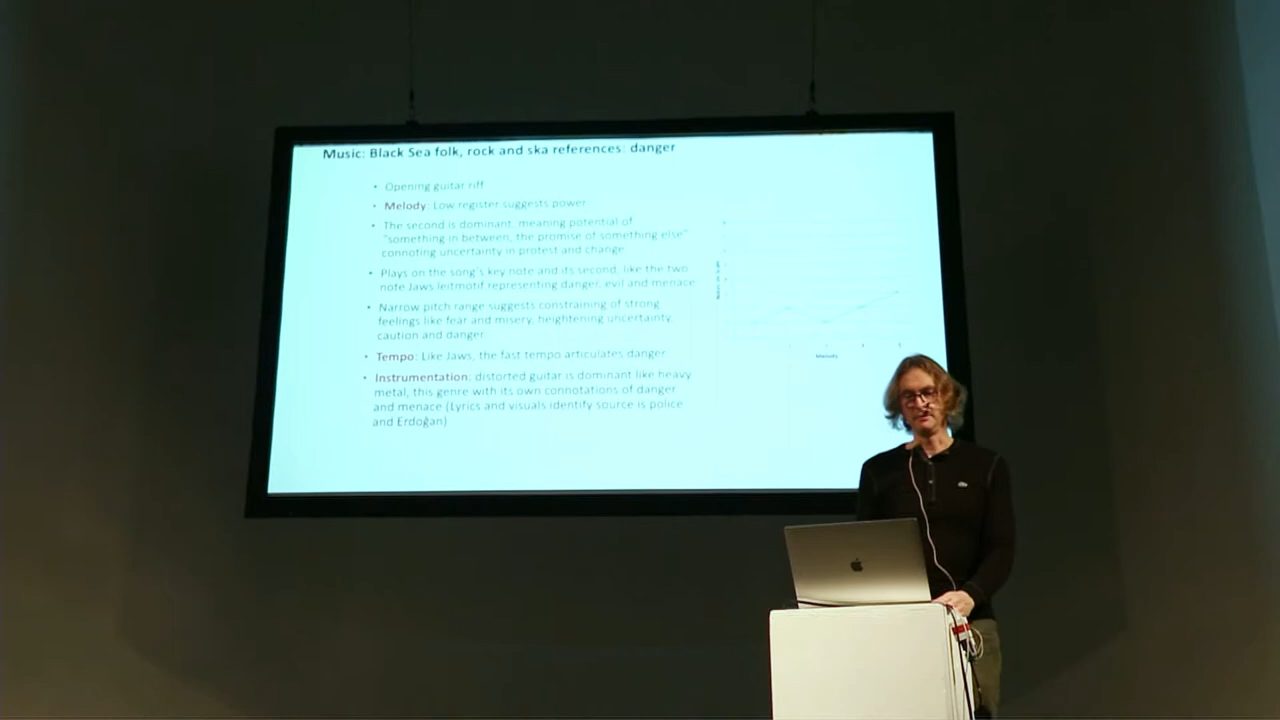 Music: Black Sea folk, rock and ska references: danger
• Opening guitar riff
• Melody: Low register suggests power
• The second is dominant, meaning potential of
"something in between, the promise of something else"
connoting uncertainty in protest and change
• Plays on the song's key note and its second, like the two
note Jaws leitmotif representing danger, evil and menace
• Narrow pitch range suggests constraining of strong
feelings like fear and misery, heightening uncertainty,
caution and danger
• Tempo: Like Jaws, the fast tempo articulates danger
• Instrumentation: distorted guitar is dominant like heavy
metal, this genre with its own connotations of danger
and menace (Lyrics and visuals identify source is police
and Erdoğan)
Melody